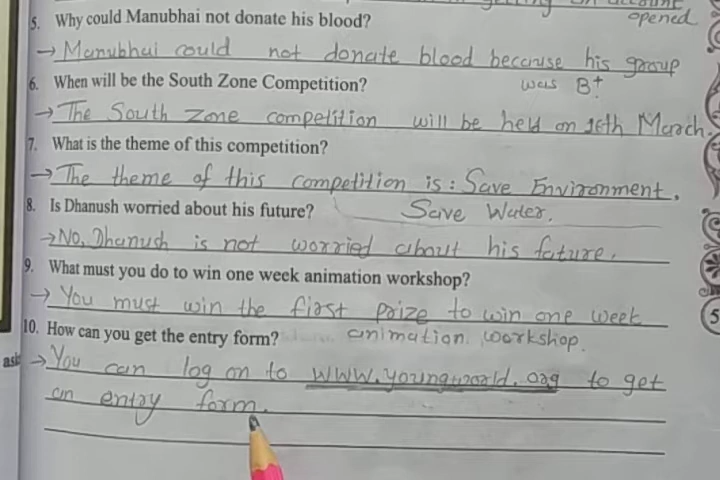 opened
5. Why could Manubhai not donate his blood?
→ Manubhai could not donate blood because his group
was B+.
6. When will be the South Zone Competition?
→ The South Zone competition will be held on 16th March.
7. What is the theme of this competition?
→ The theme of this competition is : Save Environment,
Save Water.
8. Is Dhanush worried about his future?
→ No, Dhanush is not worried about his future.
9. What must you do to win one week animation workshop?
→ You must win the first prize to win one week
animation workshop.
10. How can you get the entry form?
→ You can log on to www.youngworld.org to get
an entry form.